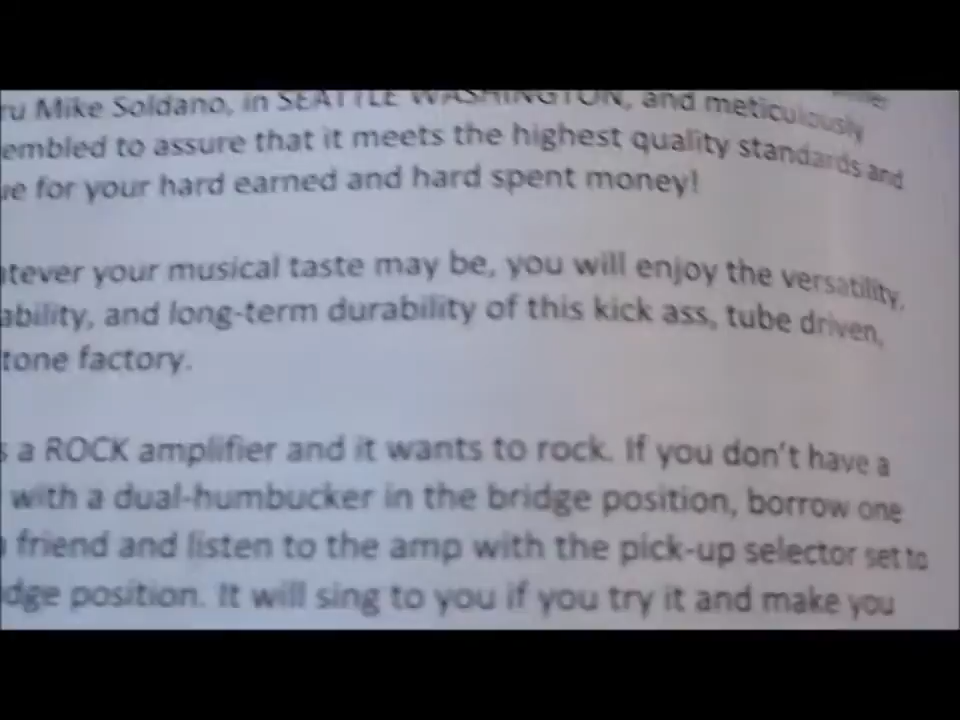 ru Mike Soldano, in SEATTLE WASHINGTON, and meticulously
embled to assure that it meets the highest quality standards and
ue for your hard earned and hard spent money!
tever your musical taste may be, you will enjoy the versatility,
ability, and long-term durability of this kick ass, tube driven,
tone factory.
s a ROCK amplifier and it wants to rock. If you don't have a
with a dual-humbucker in the bridge position, borrow one
friend and listen to the amp with the pick-up selector set to
dge position. It will sing to you if you try it and make you